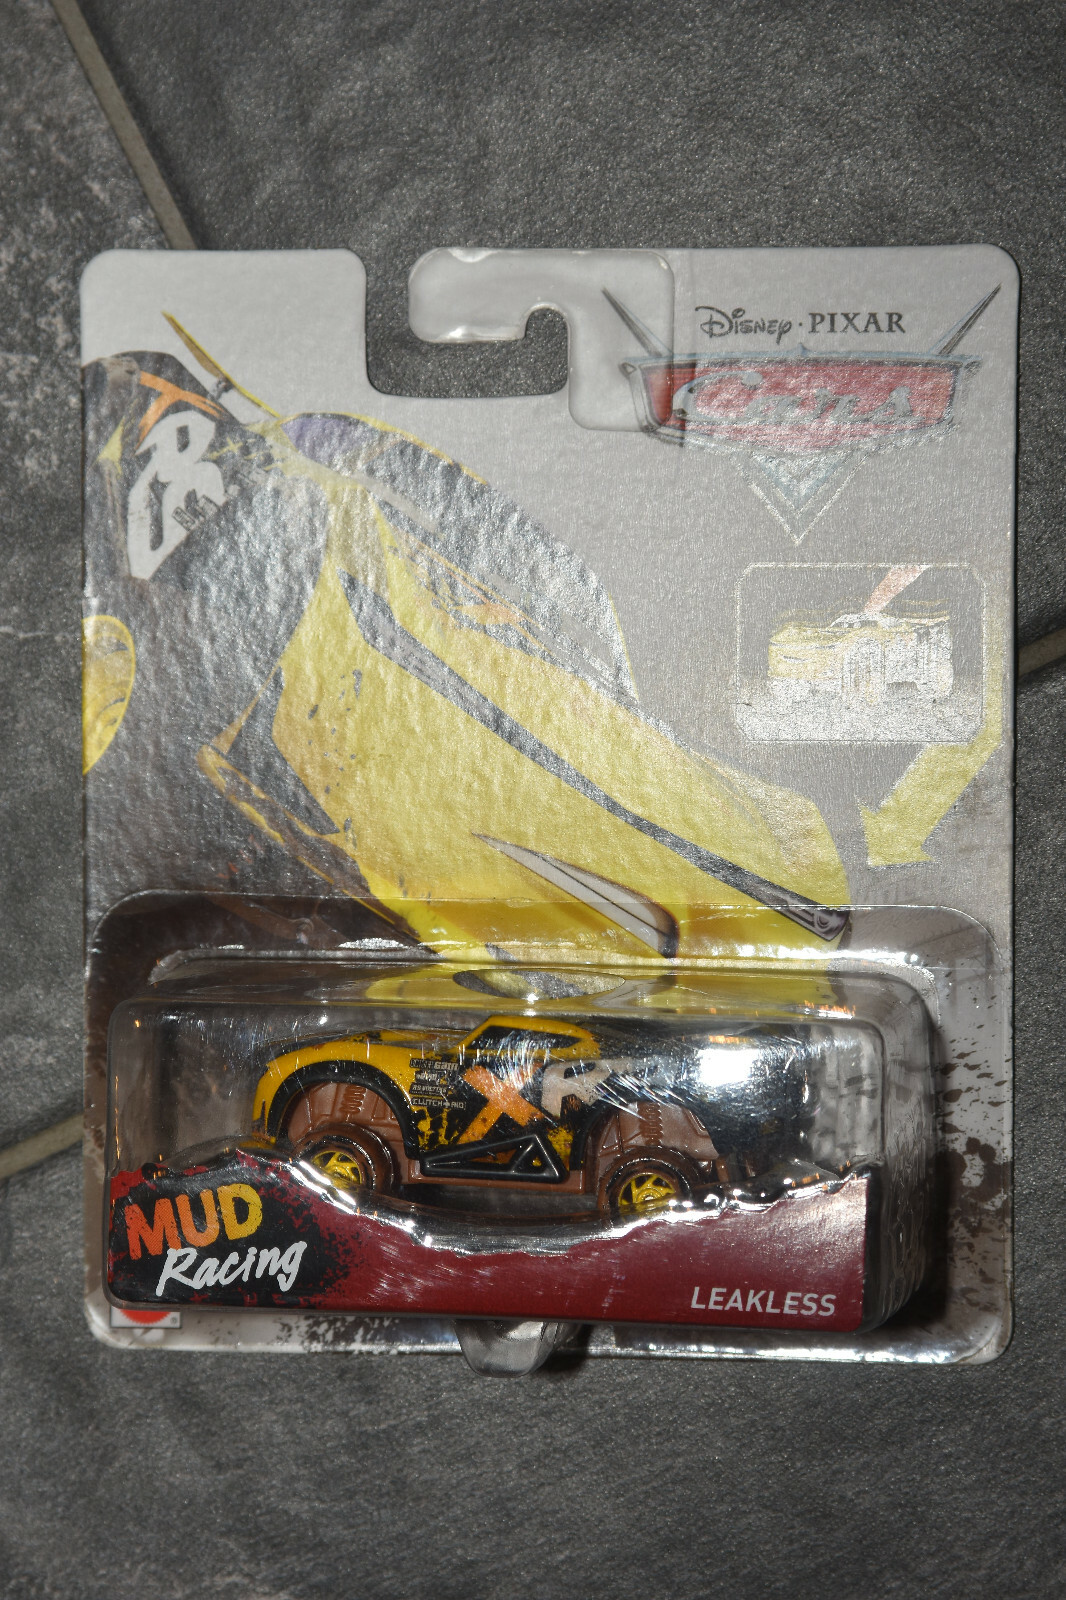 Disney · PIXAR
Cars
XR
CLUTCH AID
MUD
Racing
LEAKLESS